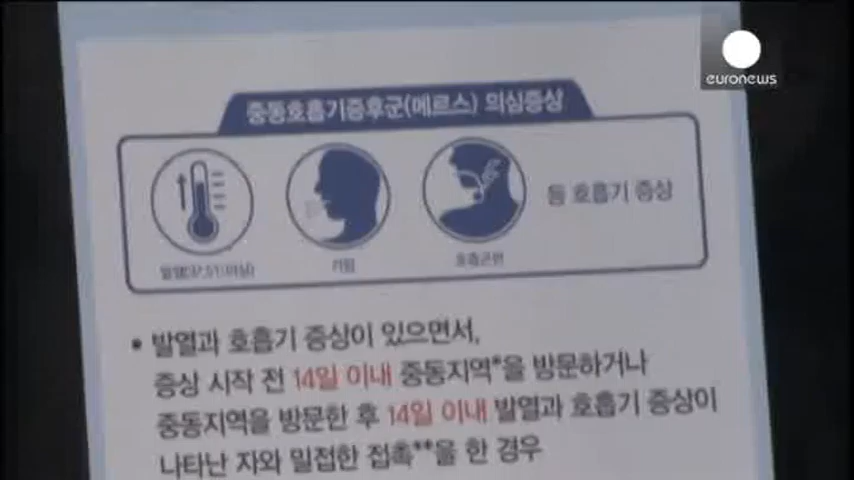 euronews
중동호흡기증후군(메르스) 의심증상
등 호흡기 증상
기침
호흡곤란
• 발열과 호흡기 증상이 있으면서,
증상 시작 전 14일 이내 중동지역*을 방문하거나
중동지역을 방문한 후 14일 이내 발열과 호흡기 증상이
나타난 자와 밀접한 접촉**을 한 경우